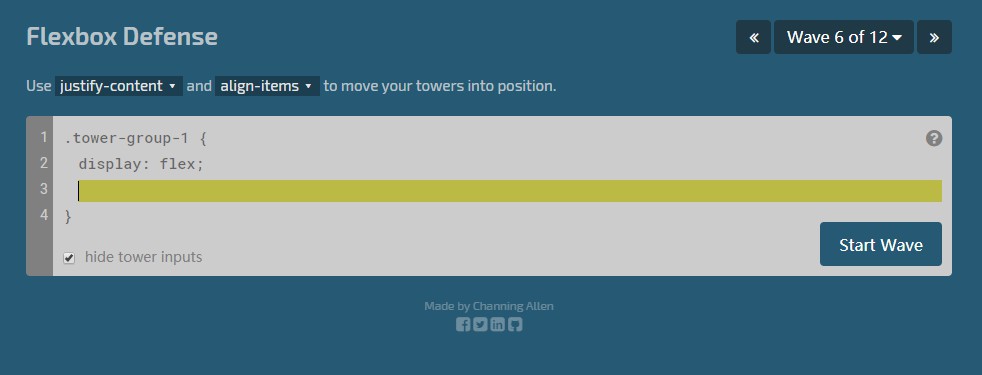 Flexbox Defense
« Wave 6 of 12 »
Use justify-content and align-items to move your towers into position.
1 .tower-group-1 {
2 display: flex;
3
4 }
?
hide tower inputs
Start Wave
Made by Channing Allen